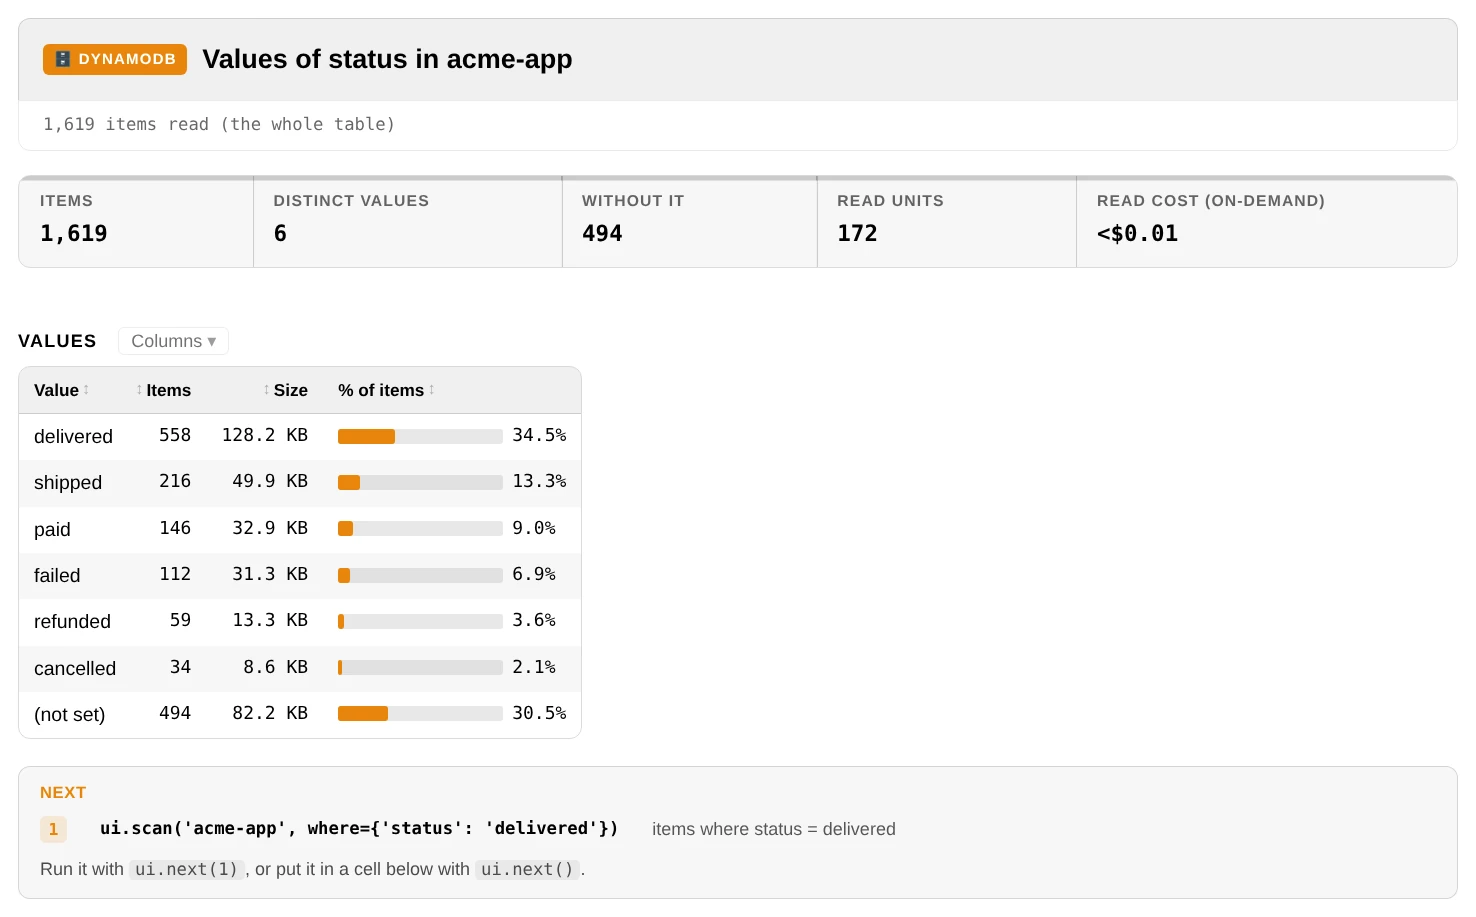 DYNAMODB Values of status in acme-app
1,619 items read (the whole table)
ITEMS DISTINCT VALUES WITHOUT IT READ UNITS READ COST (ON-DEMAND)
1,619 6 494 172 <$0.01
VALUES Columns ▾
Value ↕ ↕ Items ↕ Size % of items ↕
delivered 558 128.2 KB 34.5%
shipped 216 49.9 KB 13.3%
paid 146 32.9 KB 9.0%
failed 112 31.3 KB 6.9%
refunded 59 13.3 KB 3.6%
cancelled 34 8.6 KB 2.1%
(not set) 494 82.2 KB 30.5%
NEXT
1 ui.scan('acme-app', where={'status': 'delivered'}) items where status = delivered
Run it with ui.next(1), or put it in a cell below with ui.next().